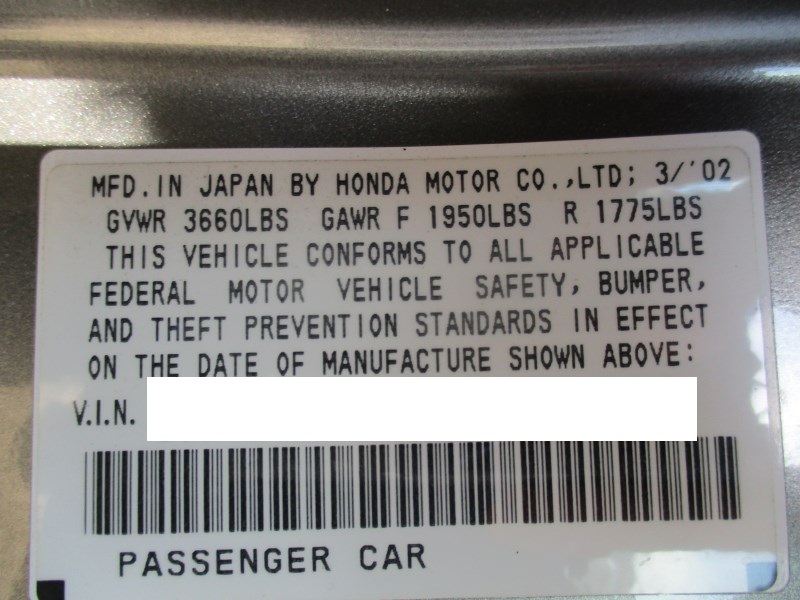 MFD.IN JAPAN BY HONDA MOTOR CO.,LTD; 3/'02
GVWR 3660LBS GAWR F 1950LBS R 1775LBS
THIS VEHICLE CONFORMS TO ALL APPLICABLE
FEDERAL MOTOR VEHICLE SAFETY, BUMPER,
AND THEFT PREVENTION STANDARDS IN EFFECT
ON THE DATE OF MANUFACTURE SHOWN ABOVE:
V.I.N.
PASSENGER CAR